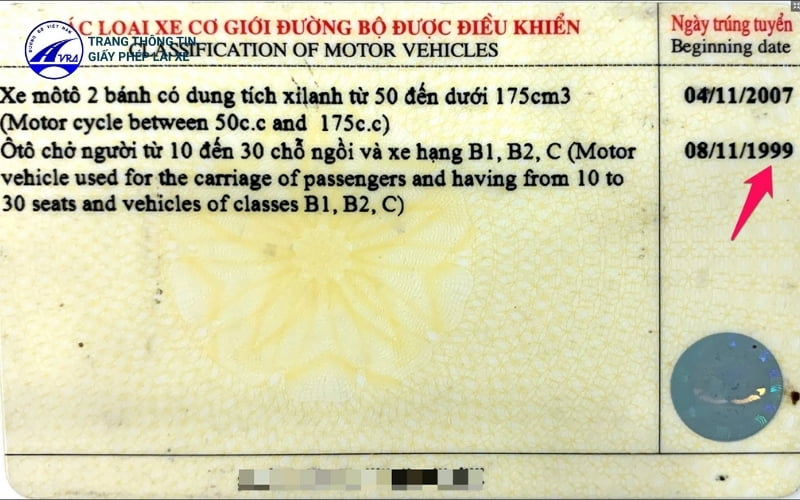 ÁC LOẠI XE CƠ GIỚI ĐƯỜNG BỘ ĐƯỢC ĐIỀU KHIỂN
CLASSIFICATION OF MOTOR VEHICLES
Ngày trúng tuyển
Beginning date
ĐƯỜNG BỘ VIỆT NAM
VRA
TRANG THÔNG TIN
GIẤY PHÉP LÁI XE
Xe môtô 2 bánh có dung tích xilanh từ 50 đến dưới 175cm3
04/11/2007
(Motor cycle between 50c.c and 175c.c)
Ôtô chở người từ 10 đến 30 chỗ ngồi và xe hạng B1, B2, C (Motor
08/11/1999
vehicle used for the carriage of passengers and having from 10 to
30 seats and vehicles of classes B1, B2, C)